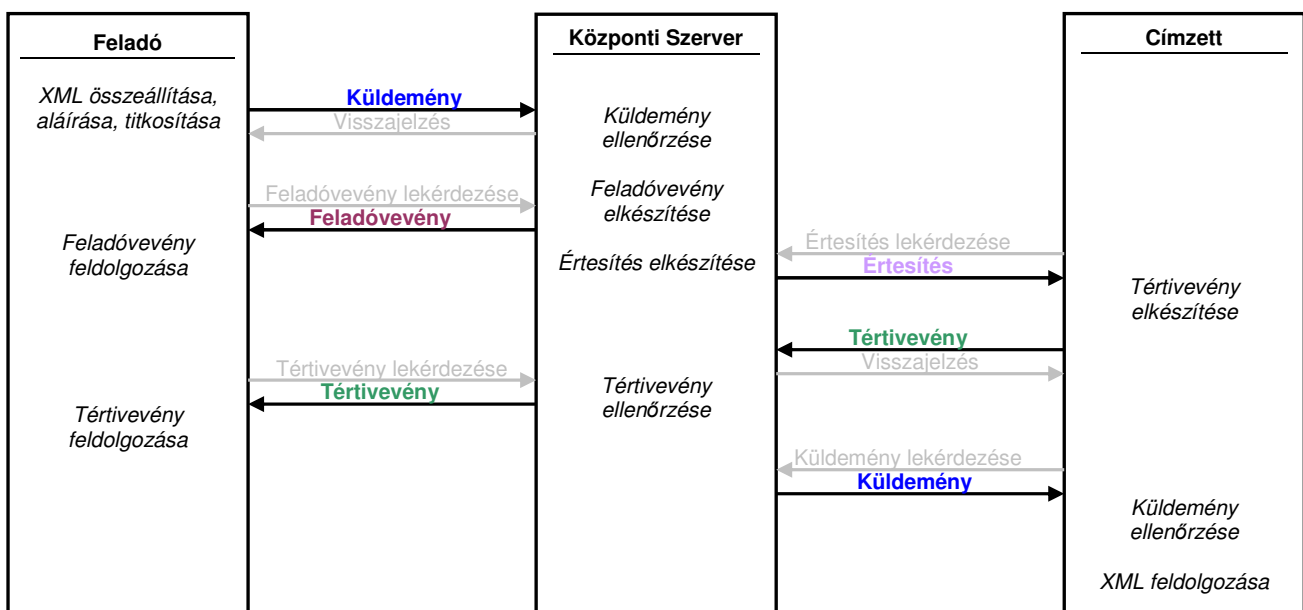 Feladó
Központi Szerver
Címzett
XML összeállítása,
aláírása, titkosítása
Küldemény
Visszajelzés
Küldemény
ellenőrzése
Feladóvevény lekérdezése
Feladóvevény
Feladóvevény
elkészítése
Feladóvevény
feldolgozása
Értesítés elkészítése
Értesítés lekérdezése
Értesítés
Tértivevény
elkészítése
Tértivevény
Visszajelzés
Tértivevény lekérdezése
Tértivevény
Tértivevény
ellenőrzése
Tértivevény
feldolgozása
Küldemény lekérdezése
Küldemény
Küldemény
ellenőrzése
XML feldolgozása